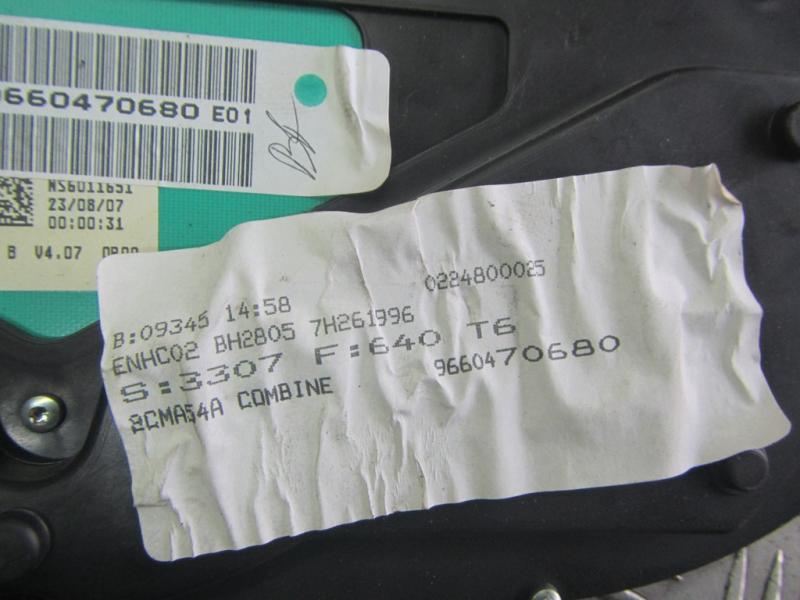 9660470680 E01
NS6011651
23/08/07
00:00:31
B V4.07
0224800025
B:09345 14:58
ENHC02 BH2805 7H261996
S:3307 F:640 T6
9660470680
2CMA54A COMBINE